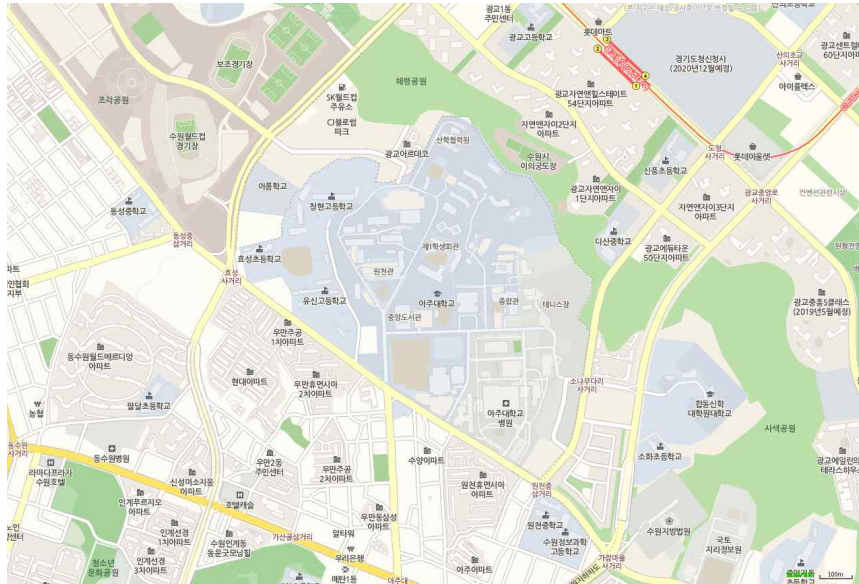 광교1동
주민센터
광교고등학교
롯데마트
경기도청신청사
(2020년12월예정)
산의초교
사거리
아이플렉스
보조경기장
조각공원
수원월드컵
경기장
SK월드컵
주유소
CJ블로썸
파크
혜령공원
광교자연앤힐스테이트
54단지아파트
자연앤자이2단지
아파트
산학협력원
광교아르데코
수원시
이의궁도장
도청
사거리
롯데아울렛
신풍초등학교
광교중앙로
사거리
컨벤션관련시설
이룸학교
창현고등학교
동성중학교
광교자연앤자이
1단지아파트
자연앤자이3단지
아파트
다산중학교
광교에듀타운
50단지아파트
동성중
삼거리
효성초등학교
효성
사거리
제1학생회관
원천관
유신고등학교
아주대학교
종합관
테니스장
중앙도서관
광교중흥S클래스
(2019년5월예정)
우만주공
1차아파트
동수원월드메르디앙
아파트
현대아파트
우만휴먼시아
2차아파트
팔달초등학교
농협
소나무다리
사거리
아주대학교
병원
합동신학
대학원대학교
사색공원
동수원
사거리
동수원병원
라마다프라자
수원호텔
신성미소지움
아파트
우만2동
주민센터
우만주공
2차아파트
수양아파트
소화초등학교
원천중
삼거리
원천휴먼시아
아파트
인계푸르지오
아파트
호텔캐슬
우만동삼성
아파트
인계선경
1차아파트
수원인계동
동문굿모닝힐
가산골삼거리
알타워
우리은행
원천중학교
수원정보과학
고등학교
수원지방법원
국토
지리정보원
가람마을
사거리
청소년
문화공원
인계선경
3차아파트
매탄1동
아주대
아주아파트
100m